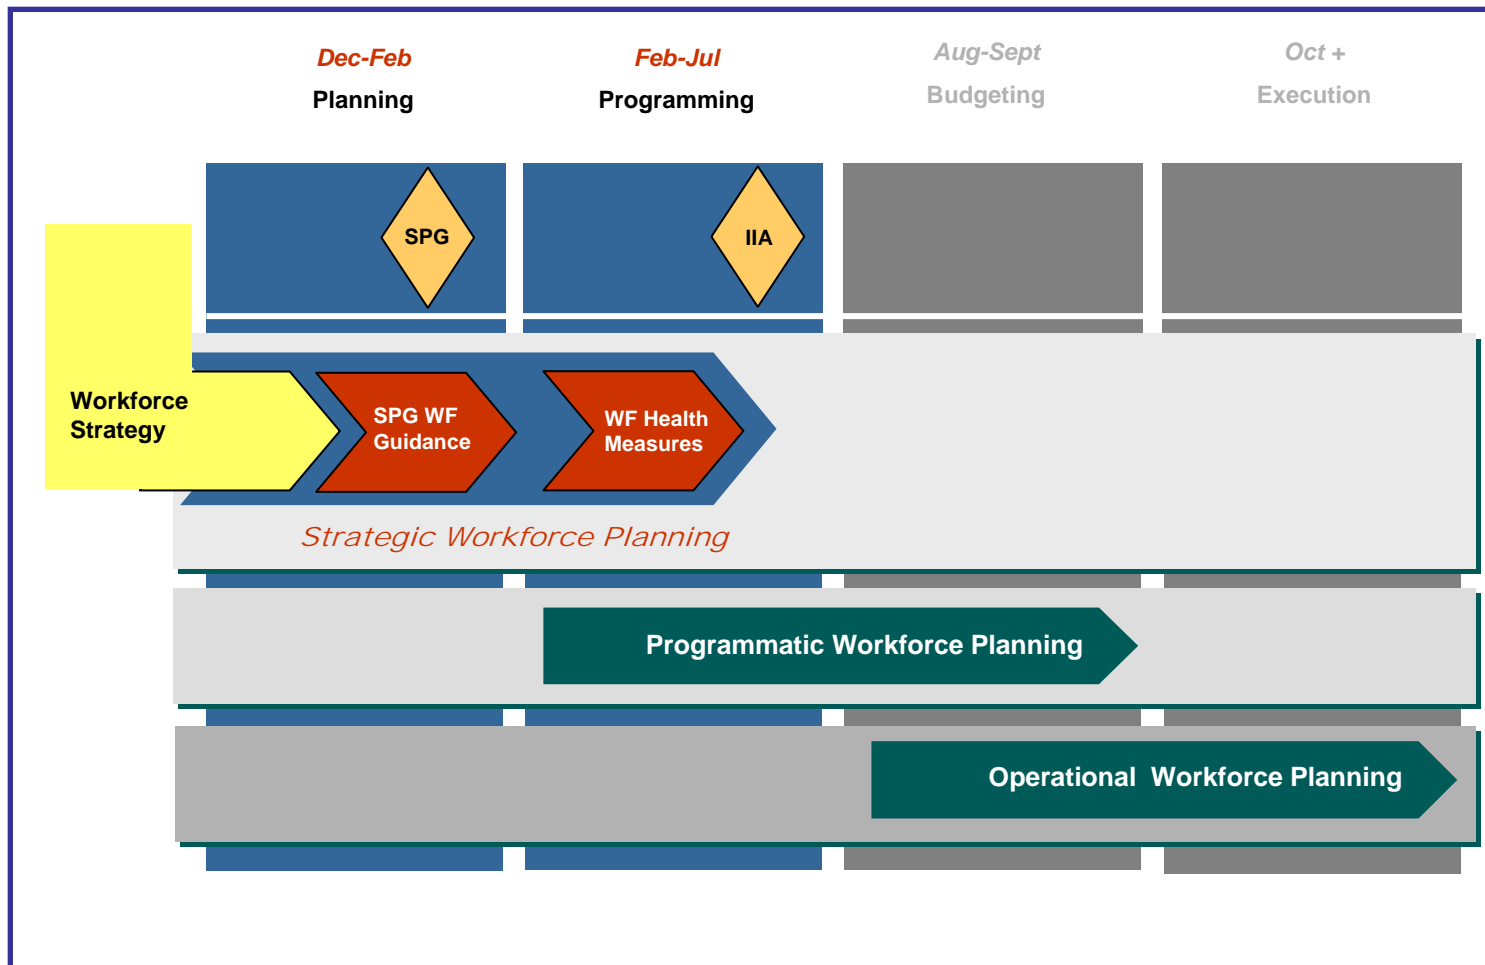 Dec-Feb
Planning
Feb-Jul
Programming
Aug-Sept
Budgeting
Oct +
Execution
SPG
IIA
Workforce
Strategy
SPG WF
Guidance
WF Health
Measures
Strategic Workforce Planning
Programmatic Workforce Planning
Operational  Workforce Planning